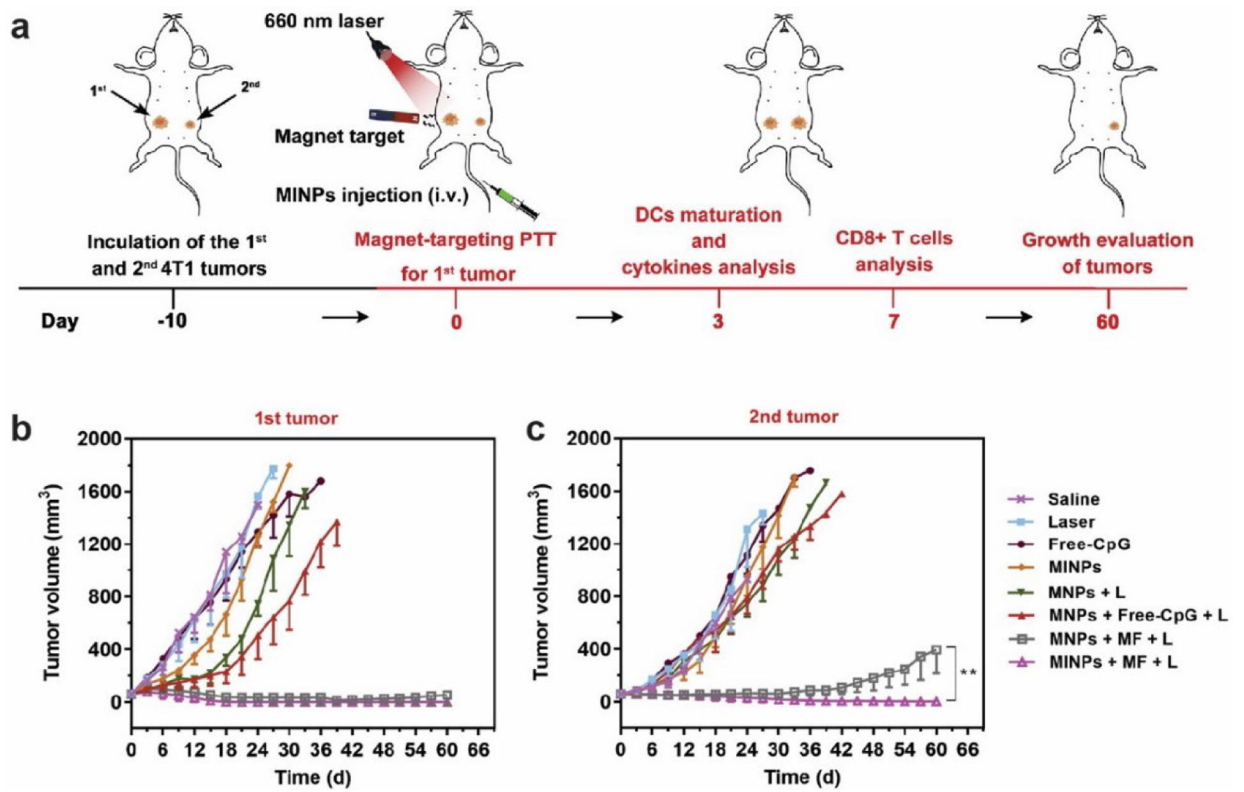 a
660 nm laser
1st
2nd
Magnet target
MINPs injection (i.v.)
Inculation of the 1st
and 2nd 4T1 tumors
Magnet-targeting PTT
for 1st tumor
DCs maturation
and
cytokines analysis
CD8+ T cells
analysis
Growth evaluation
of tumors
Day
-10
0
3
7
60
b
1st tumor
Tumor volume (mm3)
2000
1600
1200
800
400
0
0 6 12 18 24 30 36 42 48 54 60 66
Time (d)
c
2nd tumor
Tumor volume (mm3)
2000
1600
1200
800
400
0
**
0 6 12 18 24 30 36 42 48 54 60 66
Time (d)
Saline
Laser
Free-CpG
MINPs
MNPs + L
MNPs + Free-CpG + L
MNPs + MF + L
MINPs + MF + L